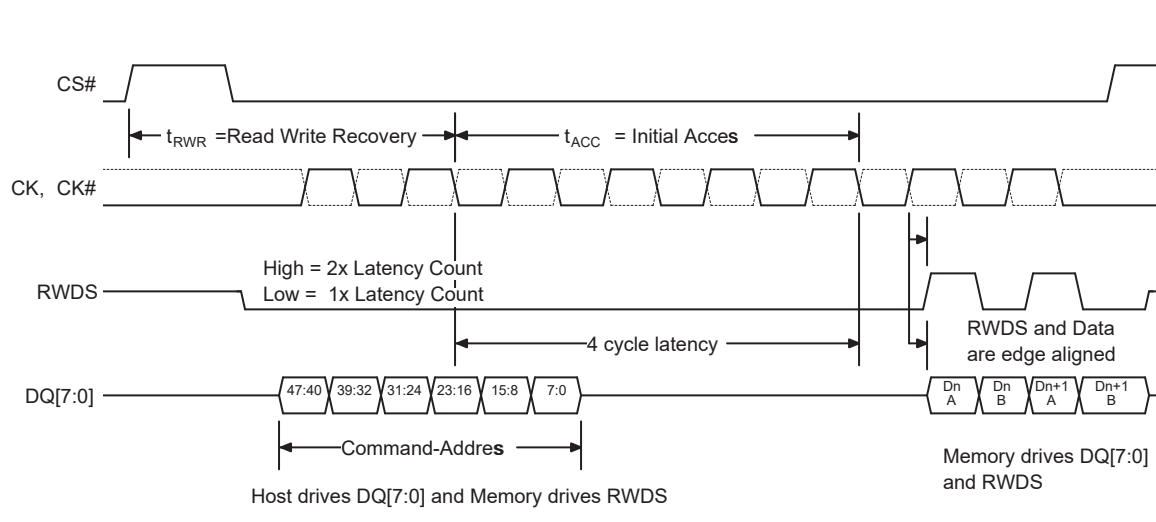 CS#
tRWR =Read Write Recovery
tACC = Initial Acces
CK, CK#
High = 2x Latency Count
Low = 1x Latency Count
RWDS
4 cycle latency
RWDS and Data
are edge aligned
DQ[7:0]
47:40 39:32 31:24 23:16 15:8 7:0
Dn
A
Dn
B
Dn+1
A
Dn+1
B
Command-Addres
Memory drives DQ[7:0]
and RWDS
Host drives DQ[7:0] and Memory drives RWDS